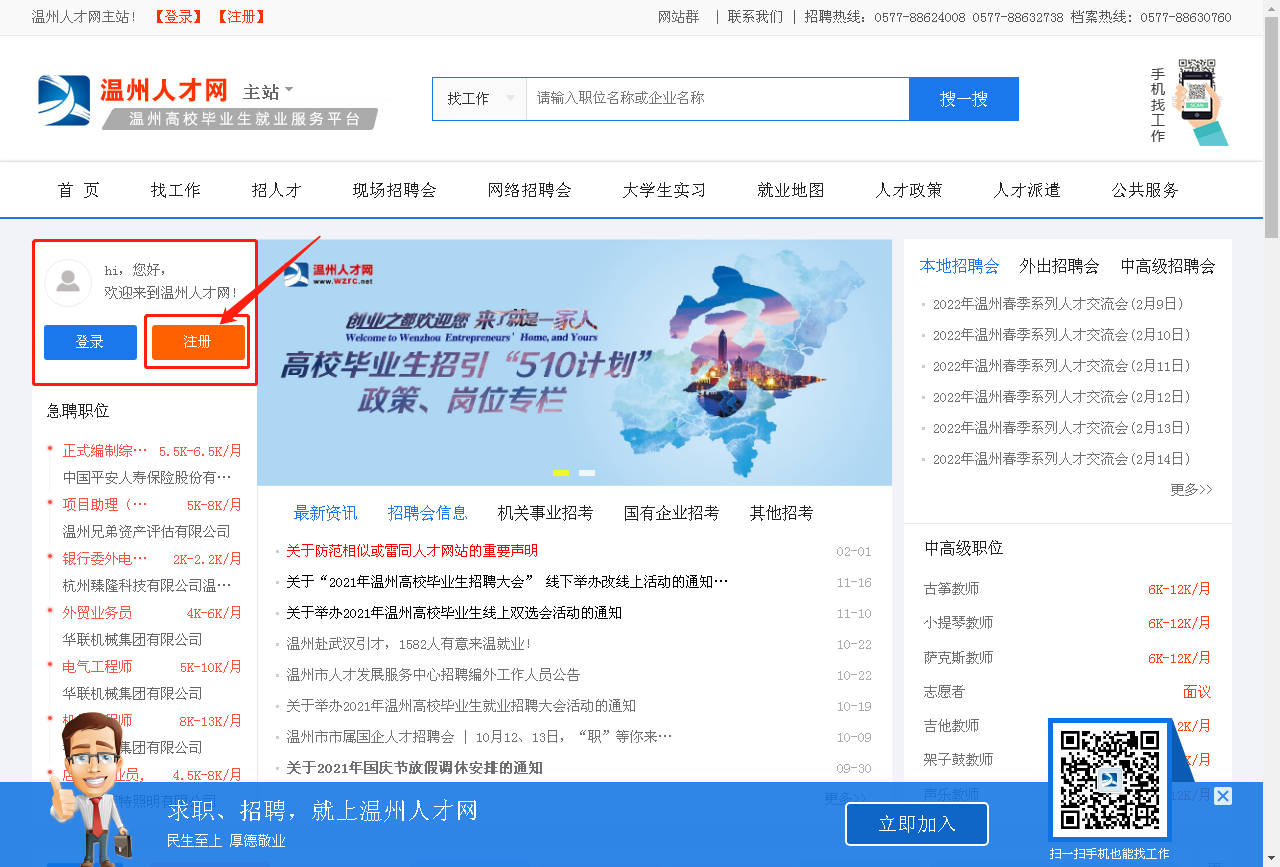 温州人才网主站！ 【登录】 【注册】
网站群 | 联系我们 | 招聘热线：0577-88624008 0577-88632738 档案热线：0577-88630760
温州人才网 主站
温州高校毕业生就业服务平台
找工作 请输入职位名称或企业名称 搜一搜
手机找工作
首 页 找工作 招人才 现场招聘会 网络招聘会 大学生实习 就业地图 人才政策 人才派遣 公共服务
hi，您好，
欢迎来到温州人才网！
登录 注册
急聘职位
正式编制综… 5.5K-6.5K/月
中国平安人寿保险股份有…
项目助理（… 5K-8K/月
温州兄弟资产评估有限公司
银行委外电… 2K-2.2K/月
杭州臻隆科技有限公司温…
外贸业务员 4K-6K/月
华联机械集团有限公司
电气工程师 5K-10K/月
华联机械集团有限公司
程师 8K-13K/月
集团有限公司
4.5K-8K/月
温州人才网
www.wzrc.net
创业之都欢迎您 来了就是一家人
Welcome to Wenzhou Entrepreneurs' Home, and Yours
高校毕业生招引“510计划”
政策、岗位专栏
最新资讯 招聘会信息 机关事业招考 国有企业招考 其他招考
关于防范相似或雷同人才网站的重要声明 02-01
关于“2021年温州高校毕业生招聘大会” 线下举办改线上活动的通知… 11-16
关于举办2021年温州高校毕业生线上双选会活动的通知 11-10
温州赴武汉引才，1582人有意来温就业！ 10-22
温州市人才发展服务中心招聘编外工作人员公告 10-22
关于举办2021年温州高校毕业生就业招聘大会活动的通知 10-19
温州市市属国企人才招聘会 | 10月12、13日，“职”等你来… 10-09
关于2021年国庆节放假调休安排的通知 09-30
更多>>
本地招聘会 外出招聘会 中高级招聘会
2022年温州春季系列人才交流会(2月9日)
2022年温州春季系列人才交流会(2月10日)
2022年温州春季系列人才交流会(2月11日)
2022年温州春季系列人才交流会(2月12日)
2022年温州春季系列人才交流会(2月13日)
2022年温州春季系列人才交流会(2月14日)
更多>>
中高级职位
古筝教师 6K-12K/月
小提琴教师 6K-12K/月
萨克斯教师 6K-12K/月
志愿者 面议
吉他教师 2K/月
架子鼓教师 K/月
声乐教师 2K/月
求职、招聘，就上温州人才网
民生至上 厚德敬业
立即加入
扫一扫手机也能找工作